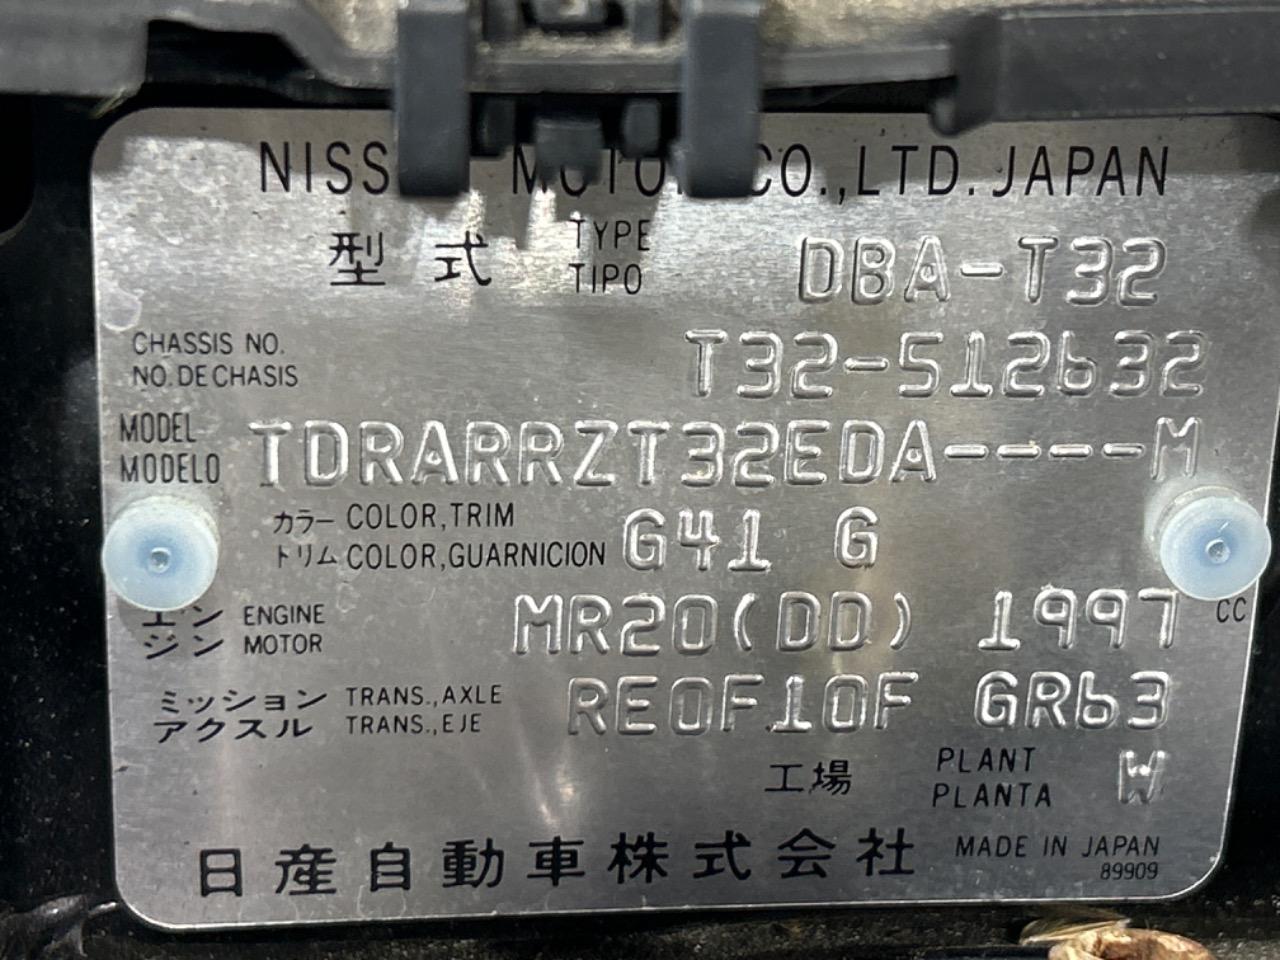 NISS MOTO CO.,LTD. JAPAN
型式 TYPE DBA-T32
TIPO
CHASSIS NO. T32-512632
NO. DE CHASIS
MODEL TDRARRZT32EDA----M
MODELO
カラー COLOR,TRIM G41 G
トリム COLOR,GUARNICION
エン ENGINE MR20(DD) 1997 CC
ジン MOTOR
ミッション TRANS.,AXLE RE0F10F GR63
アクスル TRANS.,EJE
工場 PLANT W
PLANTA
日産自動車株式会社 MADE IN JAPAN
89909